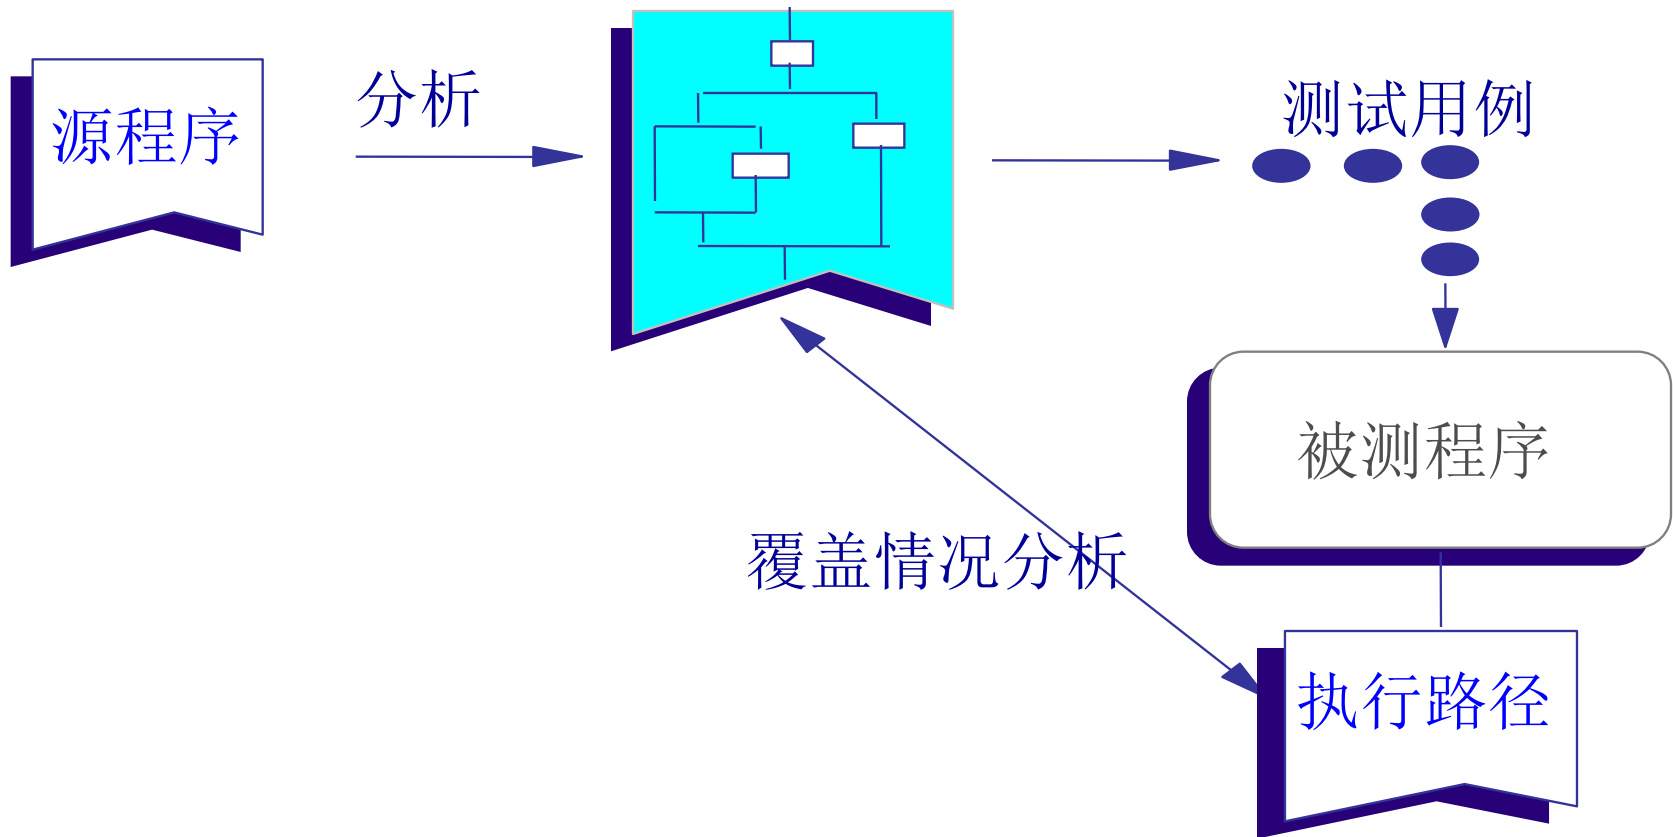 源程序
分析
测试用例
被测程序
覆盖情况分析
执行路径